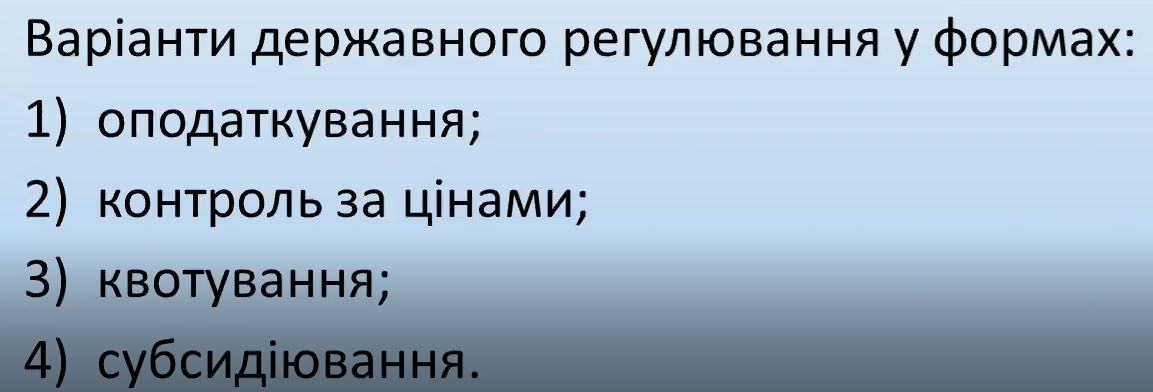 Варіанти державного регулювання у формах:
1) оподаткування;
2) контроль за цінами;
3) квотування;
4) субсидіювання.